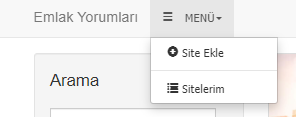 Emlak Yorumları MENÜ
Site Ekle
Sitelerim
Arama